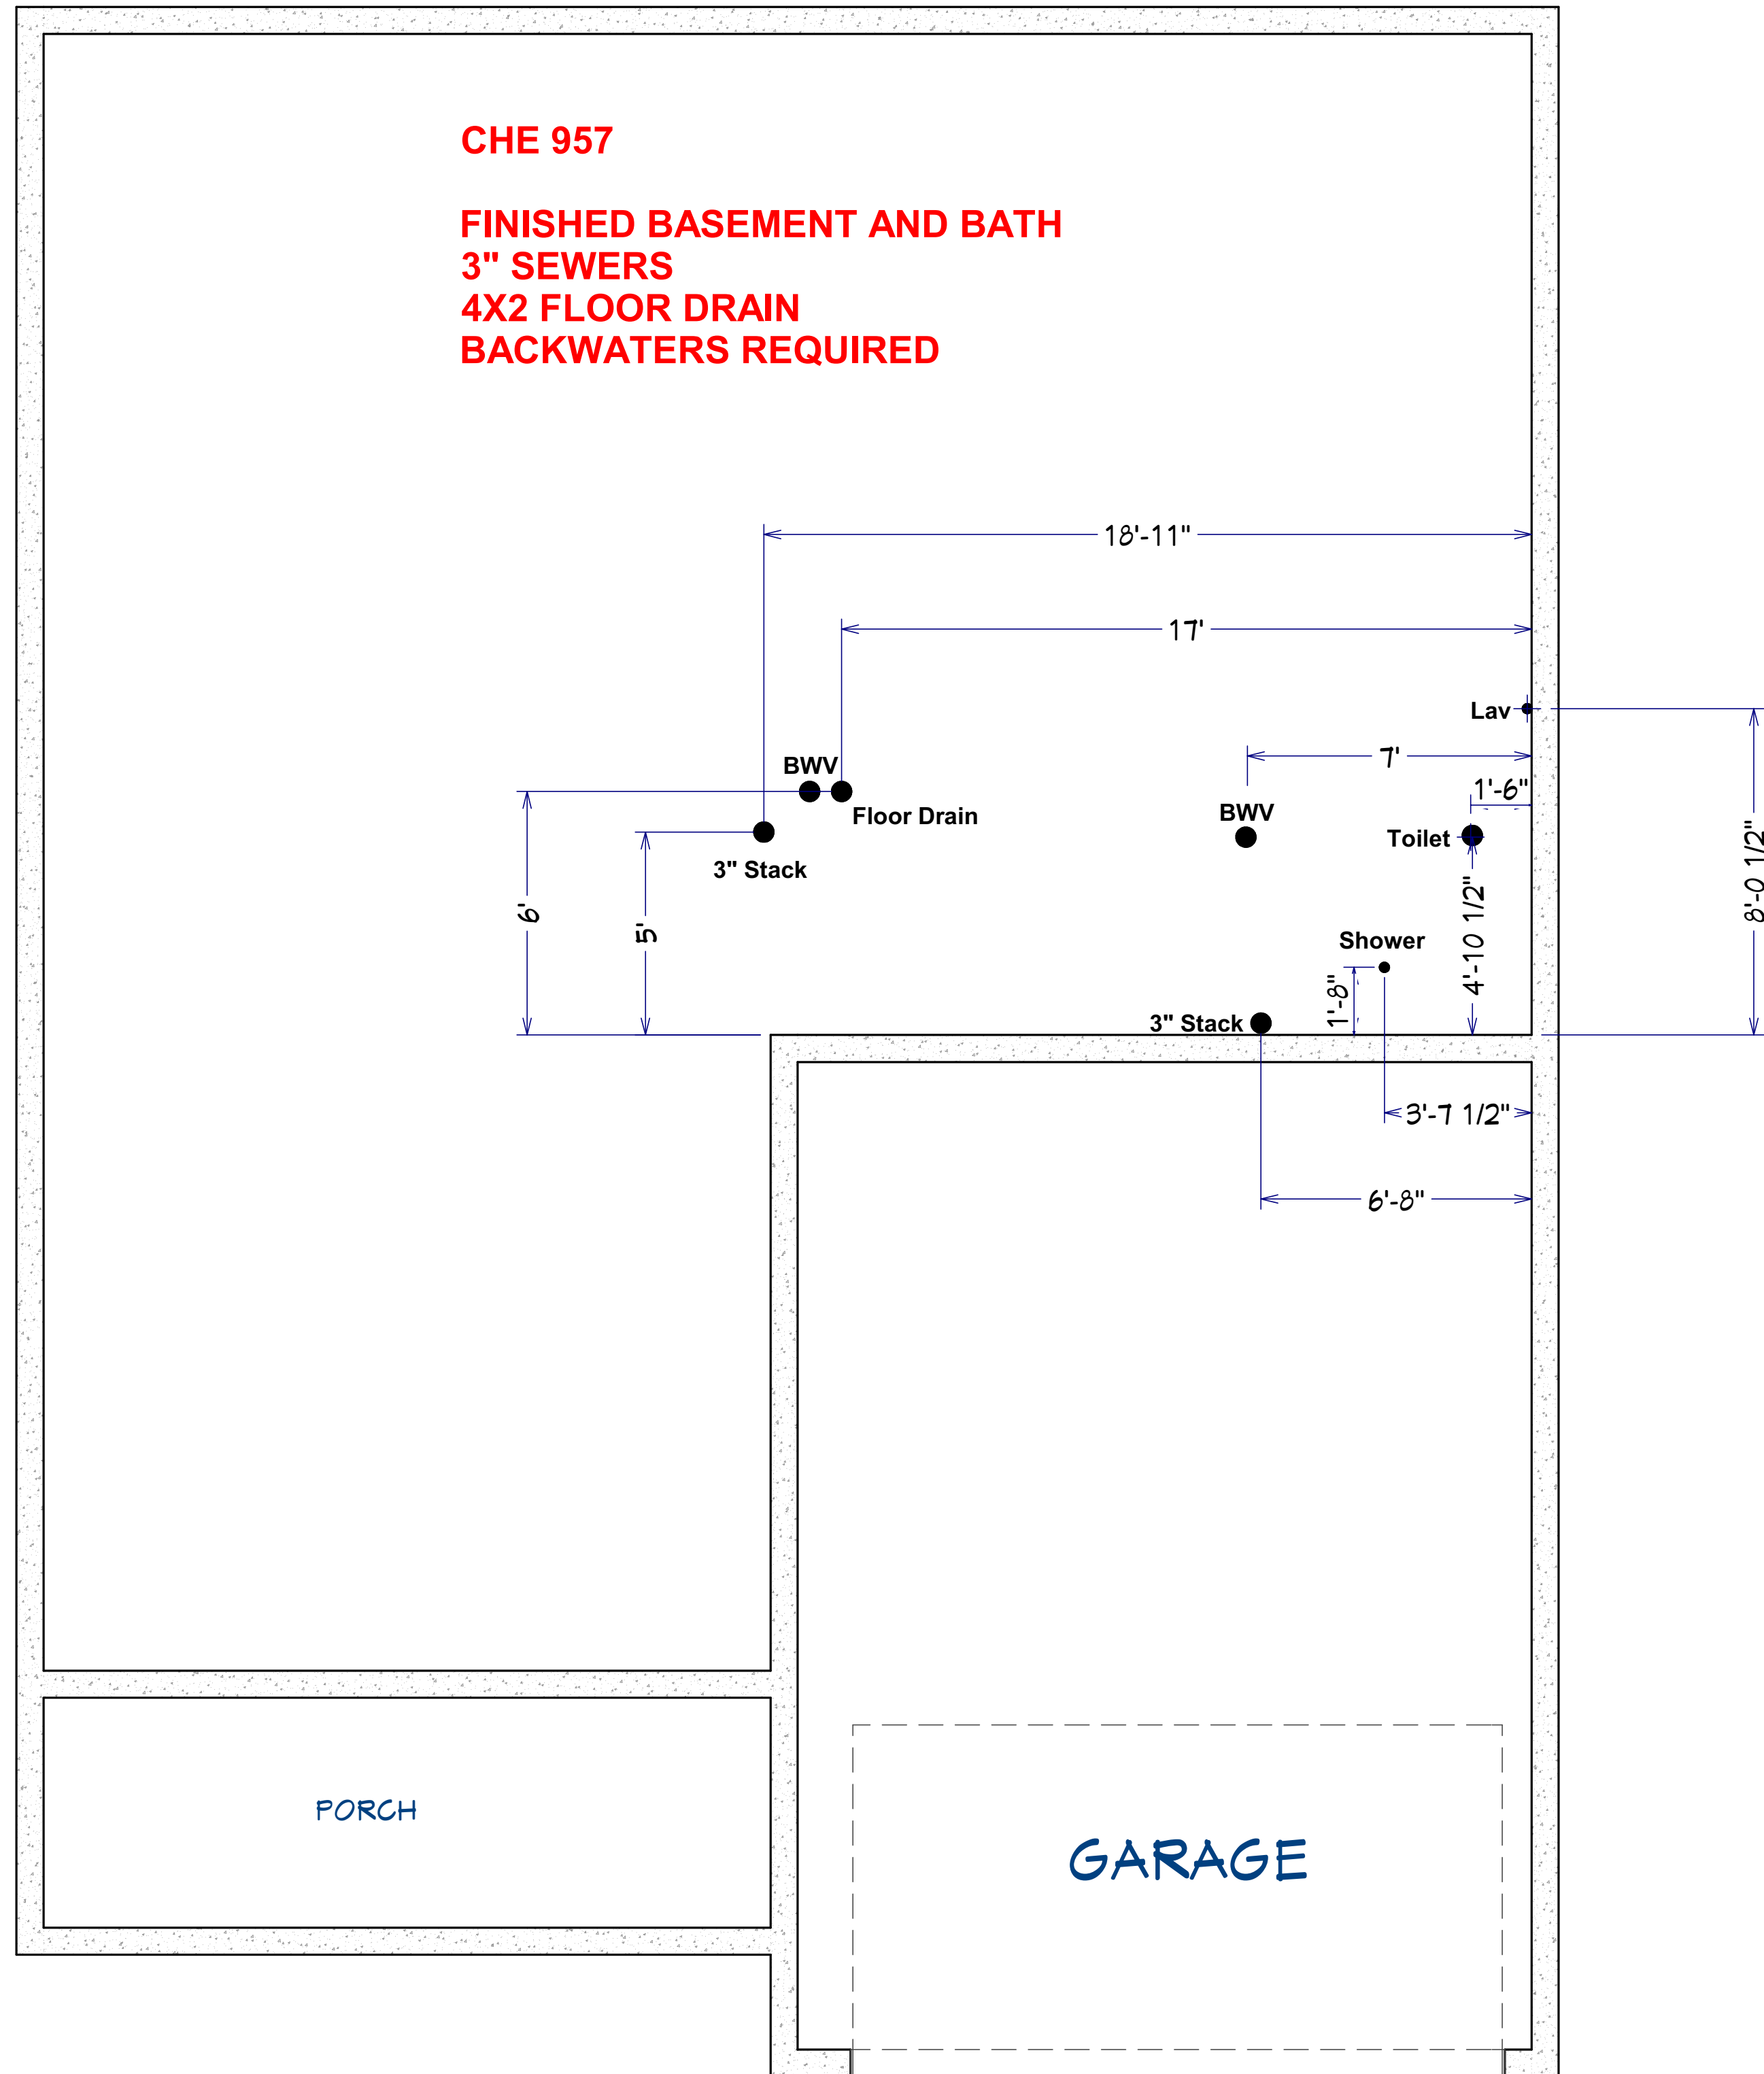 CHE 957
FINISHED BASEMENT AND BATH
3" SEWERS
4X2 FLOOR DRAIN
BACKWATERS REQUIRED
18'-11"
17'
Lav
7'
BWV
1'-6"
BWV
Floor Drain
Toilet
3" Stack
8'-0 1/2"
6'
5'
4'-10 1/2"
Shower
1'-8"
3" Stack
3'-7 1/2"
6'-8"
PORCH
GARAGE